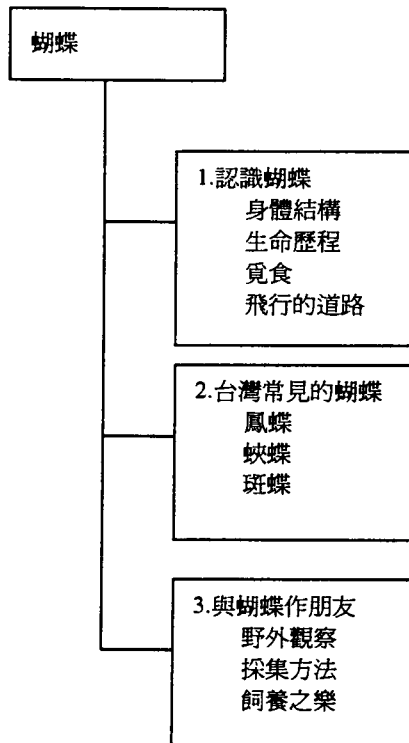 蝴蝶
1.認識蝴蝶
身體結構
生命歷程
覓食
飛行的道路
2.台灣常見的蝴蝶
鳳蝶
蛺蝶
斑蝶
3.與蝴蝶作朋友
野外觀察
採集方法
飼養之樂